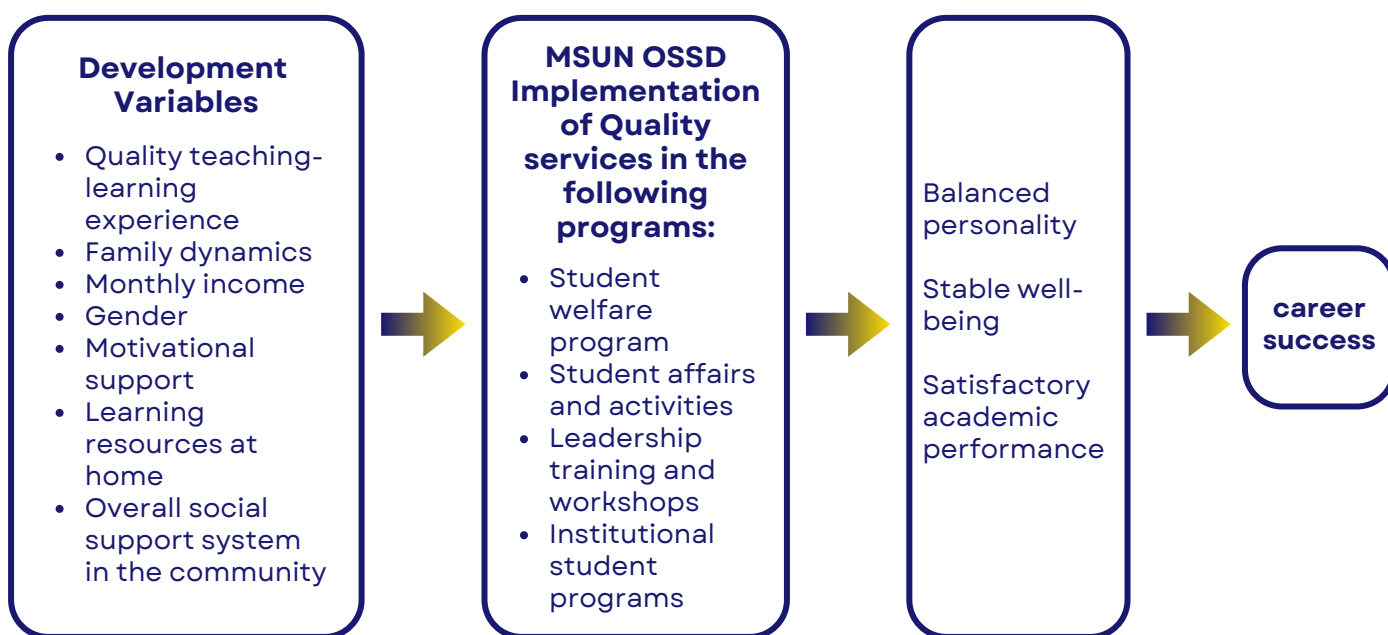 Development
Variables
• Quality teaching-
learning
experience
• Family dynamics
• Monthly income
• Gender
• Motivational
support
• Learning
resources at
home
• Overall social
support system
in the community
MSUN OSSD
Implementation
of Quality
services in the
following
programs:
• Student
welfare
program
• Student affairs
and activities
• Leadership
training and
workshops
• Institutional
student
programs
Balanced
personality
Stable well-
being
Satisfactory
academic
performance
career
success